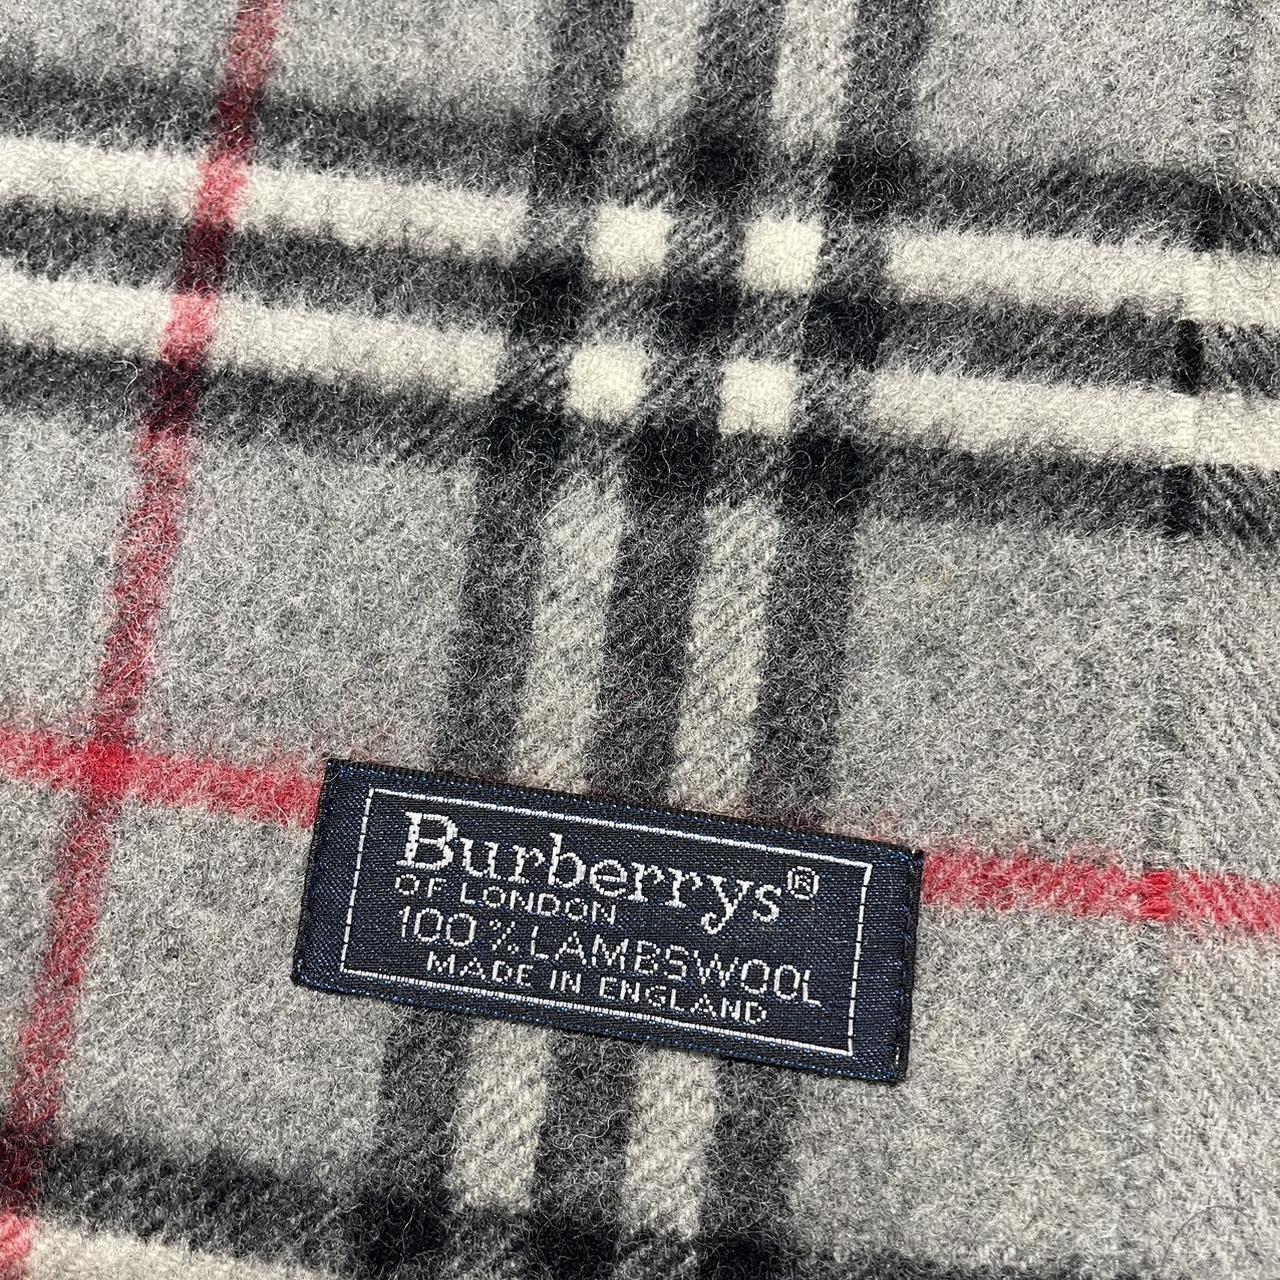 Burberrys®
OF LONDON
100% LAMBSWOOL
MADE IN ENGLAND